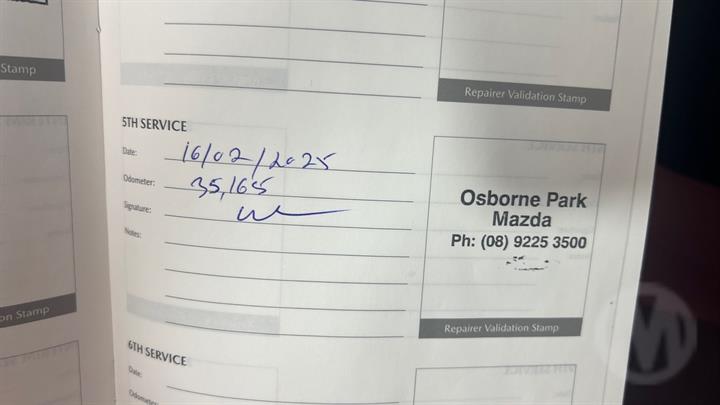 Stamp
Repairer Validation Stamp
5TH SERVICE
Date: 16/02/2025
Odometer: 35,165
Signature:
Notes:
Osborne Park
Mazda
Ph: (08) 9225 3500
on Stamp
Repairer Validation Stamp
6TH SERVICE
Date:
Odometer: